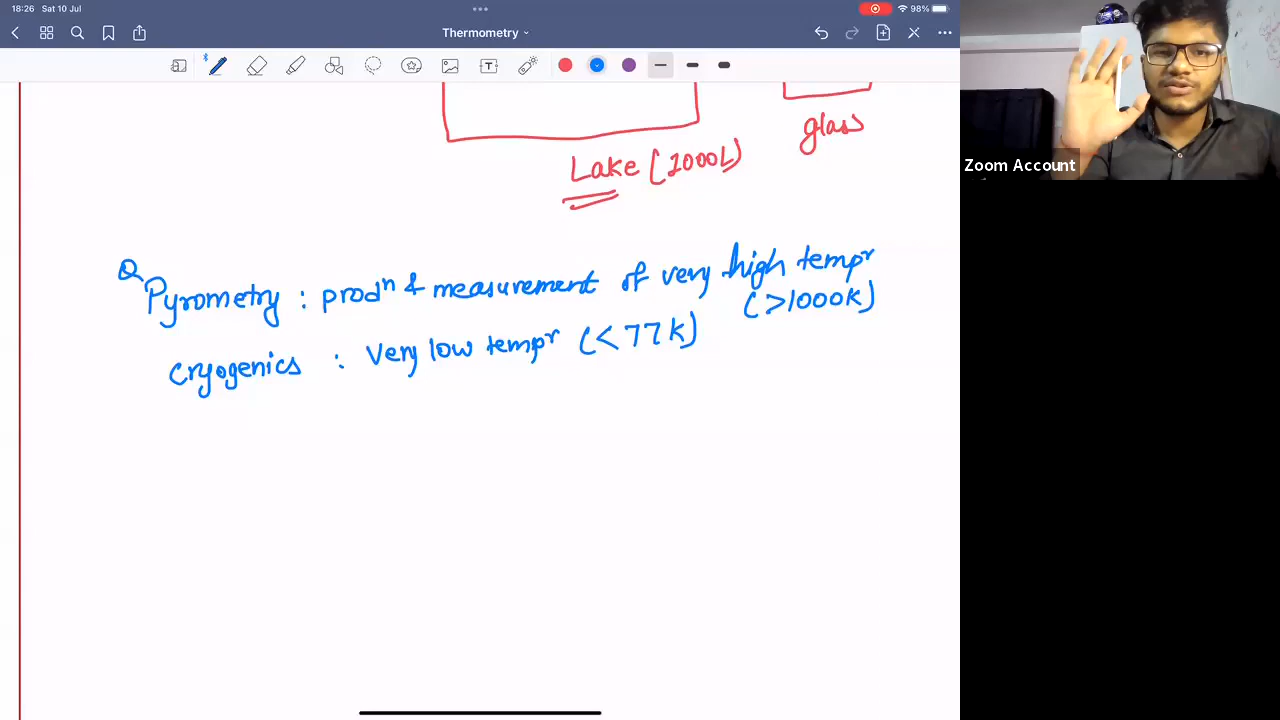 18:26 Sat 10 Jul
98%
Thermometry
T
glass
Lake (1000L)
Q
Pyrometry : prodⁿ & measurement of very high tempʳ
(>1000K)
Cryogenics : Very low tempʳ (<77K)
Zoom Account